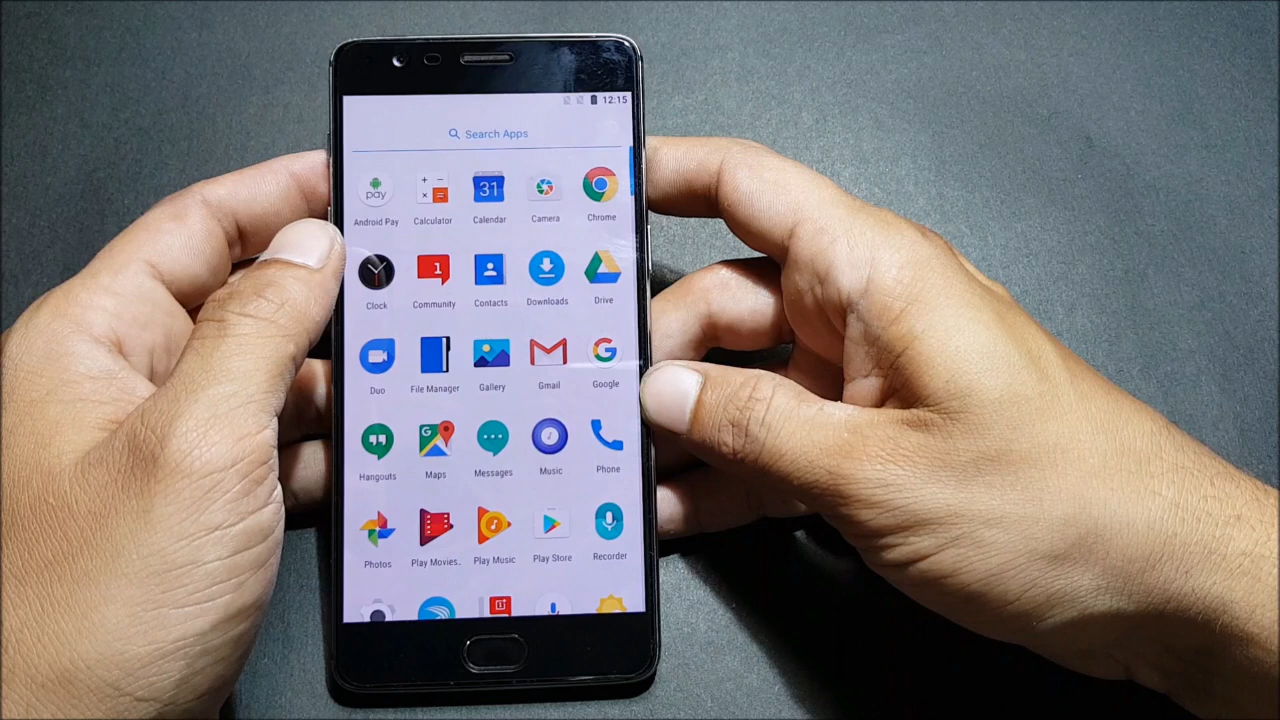 12:15
Search Apps
pay
31
Android Pay Calculator Calendar Camera Chrome
1
Clock Community Contacts Downloads Drive
Duo File Manager Gallery Gmail Google
Hangouts Maps Messages Music Phone
Photos Play Movies.. Play Music Play Store Recorder